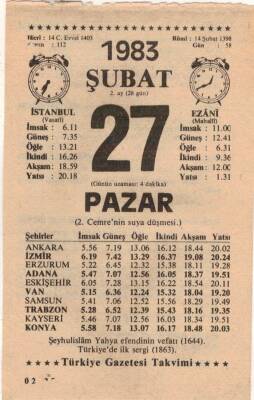 Hicrî : 14 C. Evvel 1403
: 112
Rûmi : 14 Şubat 1398
Gün : 58
1983
ŞUBAT
2. ay (28 gün)
İSTANBUL
(Vasatî)
İmsak : 6.11
Güneş : 7.35
Öğle : 13.21
İkindi : 16.26
Akşam : 18.59
Yatsı : 20.18
27
EZÂNÎ
(Mahallî)
İmsak : 11.00
Güneş : 12.41
Öğle : 6.31
İkindi : 9.36
Akşam: 12.00
Yatsı : 1.31
(Günün uzaması: 4 dakika)
PAZAR
(2. Cemre'nin suya düşmesi.)
Şehirler İmsak Güneş Öğle İkindi Akşam Yatsı
ANKARA 5.56 7.19 13.06 16.12 18.44 20.02
İZMİR 6.19 7.42 13.29 16.37 19.08 20.24
ERZURUM 5.22 6.45 12.32 15.38 18.11 19.28
ADANA 5.47 7.07 12.56 16.05 18.37 19.51
ESKİŞEHİR 6.05 7.28 13.15 16.22 18.54 20.11
VAN 5.15 6.36 12.24 15.32 18.04 19.20
SAMSUN 5.41 7.06 12.52 15.56 18.29 19.49
TRABZON 5.28 6.52 12.39 15.43 18.16 19.36
KAYSERİ 5.46 7.07 12.56 16.03 18.34 19.51
KONYA 5.58 7.18 13.07 16.17 18.48 20.03
Şeyhulislâm Yahya efendinin vefatı (1644).
Türkiye'de ilk sergi (1863).
★★★★ Türkiye Gazetesi Takvimi ★★★★
0 2